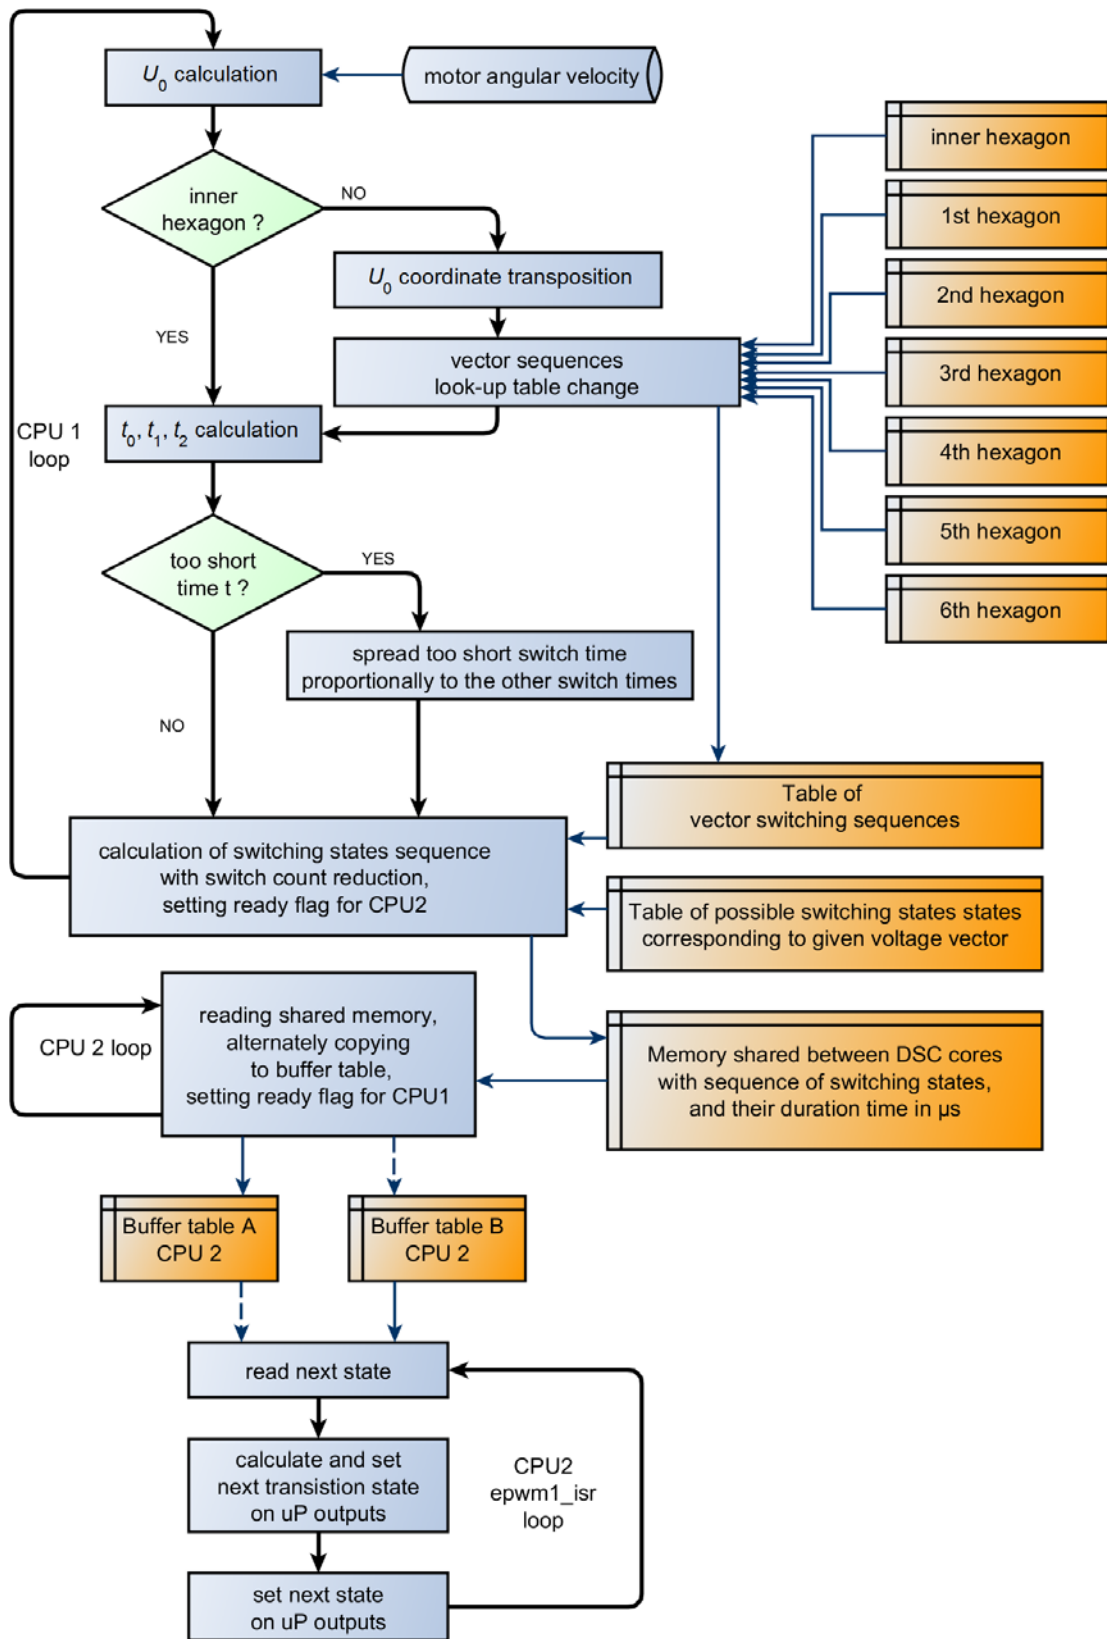 U0 calculation
motor angular velocity
inner
hexagon ?
NO
YES
U0 coordinate transposition
vector sequences
look-up table change
inner hexagon
1st hexagon
2nd hexagon
3rd hexagon
4th hexagon
5th hexagon
6th hexagon
CPU 1
loop
t0, t1, t2 calculation
too short
time t ?
YES
NO
spread too short switch time
proportionally to the other switch times
Table of
vector switching sequences
calculation of switching states sequence
with switch count reduction,
setting ready flag for CPU2
Table of possible switching states states
corresponding to given voltage vector
CPU 2 loop
reading shared memory,
alternately copying
to buffer table,
setting ready flag for CPU1
Memory shared between DSC cores
with sequence of switching states,
and their duration time in µs
Buffer table A
CPU 2
Buffer table B
CPU 2
read next state
calculate and set
next transistion state
on uP outputs
CPU2
epwm1_isr
loop
set next state
on uP outputs